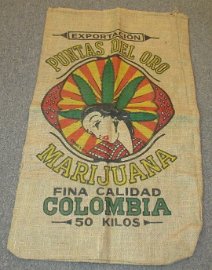 EXPORTACION
PUNTAS DEL ORO
MARIJUANA
FINA CALIDAD
COLOMBIA
50 KILOS